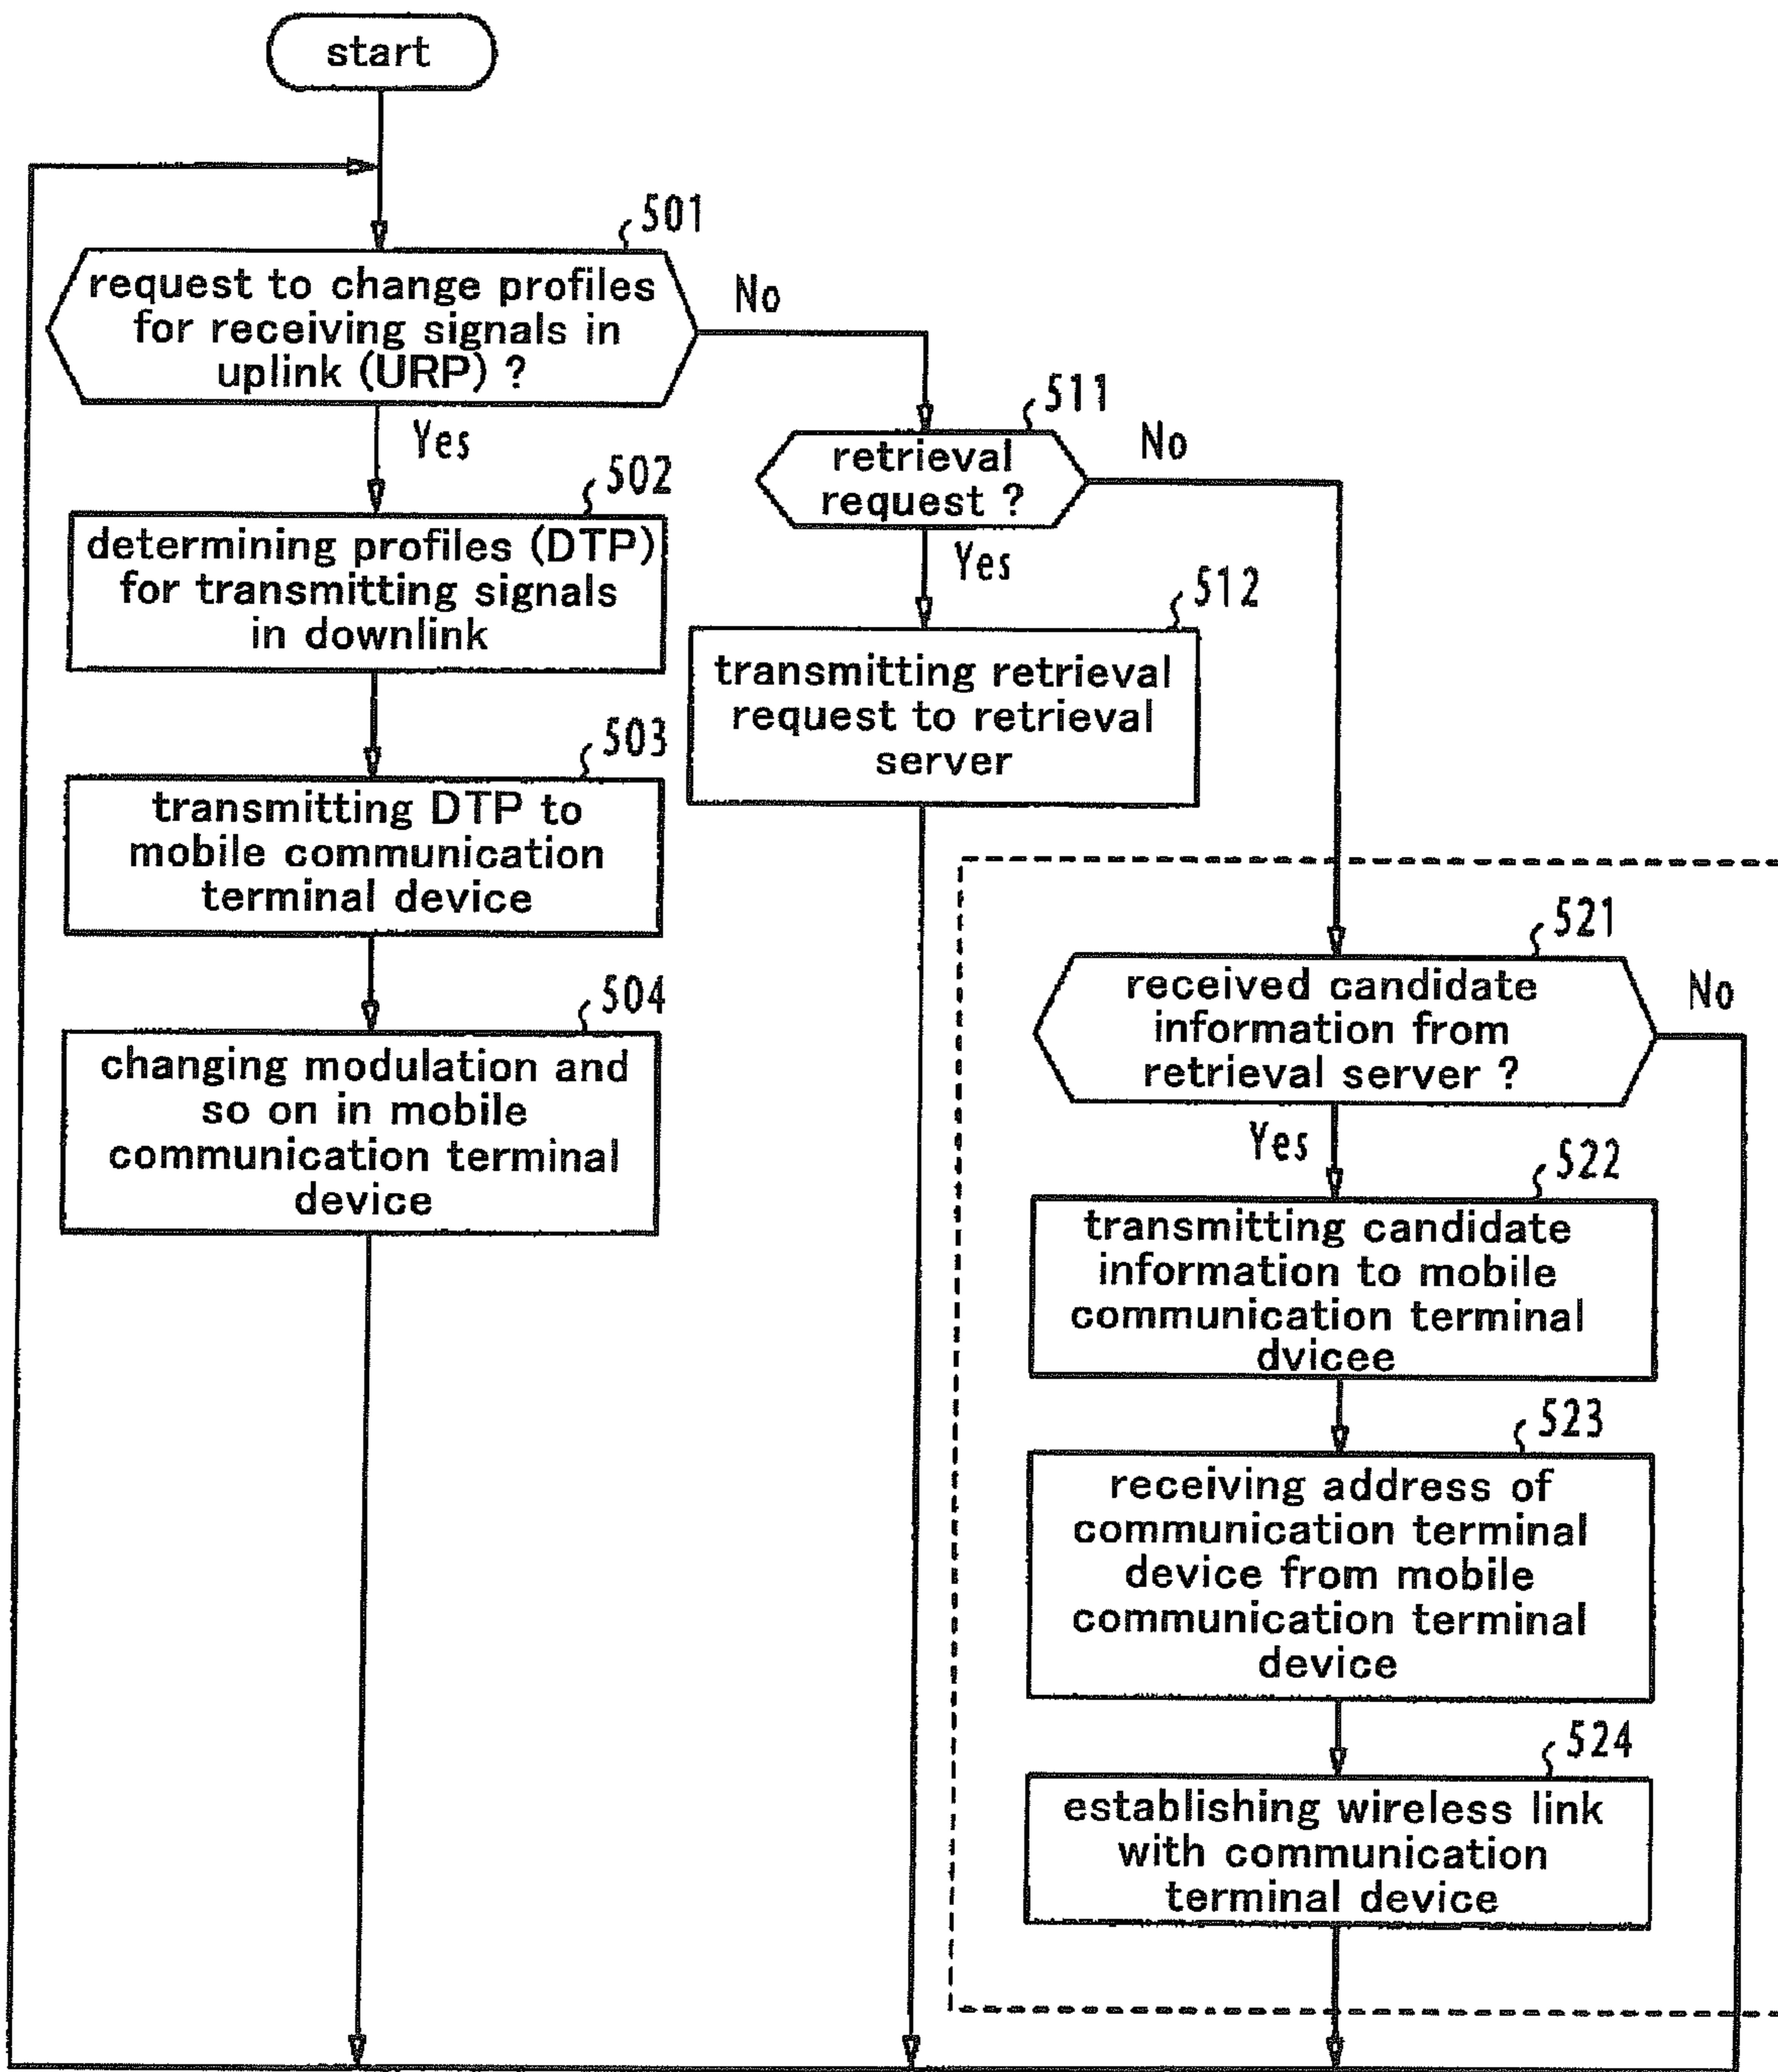 start
501
request to change profiles
for receiving signals in
uplink (URP) ?
No
Yes
502
determining profiles (DTP)
for transmitting signals
in downlink
503
transmitting DTP to
mobile communication
terminal device
504
changing modulation and
so on in mobile
communication terminal
device
511
retrieval
request ?
No
Yes
512
transmitting retrieval
request to retrieval
server
521
received candidate
information from
retrieval server ?
No
Yes
522
transmitting candidate
information to mobile
communication terminal
dvicee
523
receiving address of
communication terminal
device from mobile
communication terminal
device
524
establishing wireless link
with communication
terminal device